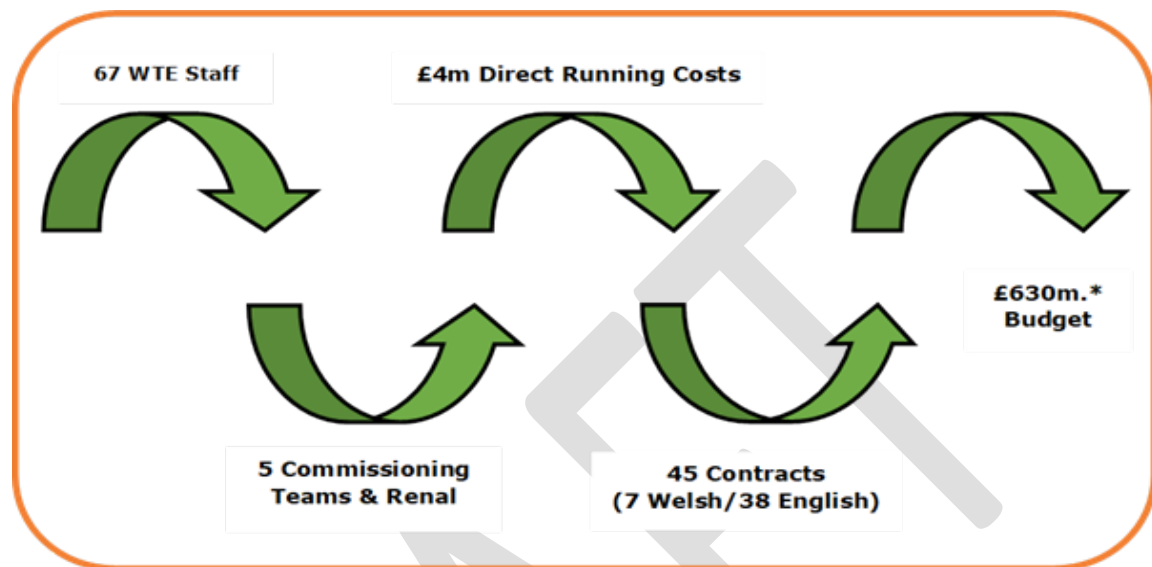 67 WTE Staff
£4m Direct Running Costs
£630m.*
Budget
5 Commissioning
Teams & Renal
45 Contracts
(7 Welsh/38 English)